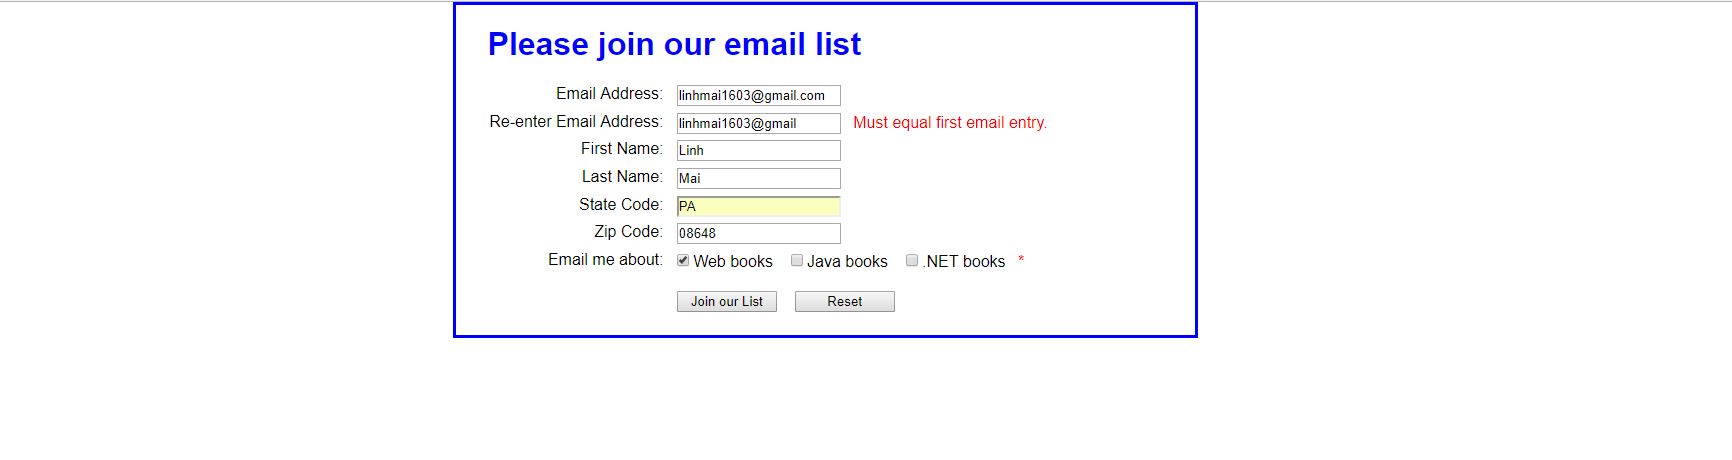 Please join our email list
Email Address: linhmai1603@gmail.com
Re-enter Email Address: linhmai1603@gmail Must equal first email entry.
First Name: Linh
Last Name: Mai
State Code: PA
Zip Code: 08648
Email me about: Web books Java books .NET books *
Join our List Reset